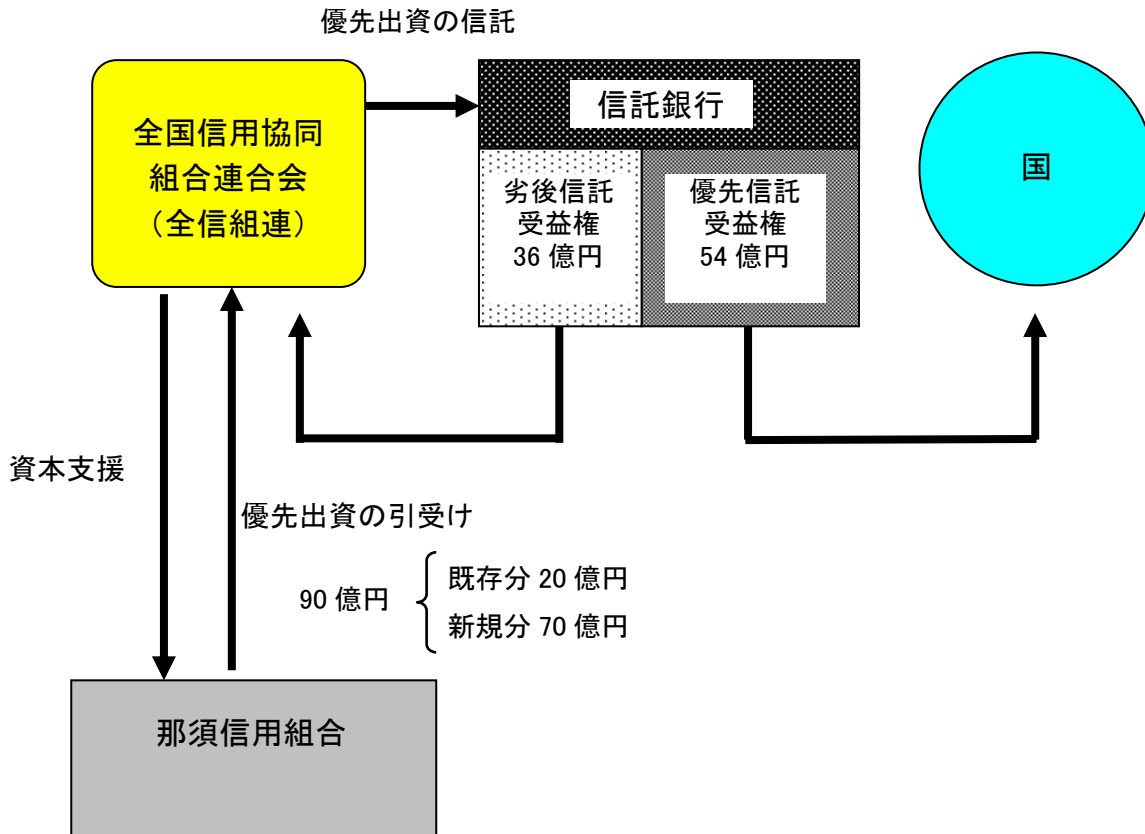 優先出資の信託
全国信用協同
組合連合会
（全信組連）
信託銀行
劣後信託
受益権
36 億円
優先信託
受益権
54 億円
国
資本支援
優先出資の引受け
90 億円
既存分 20 億円
新規分 70 億円
那須信用組合